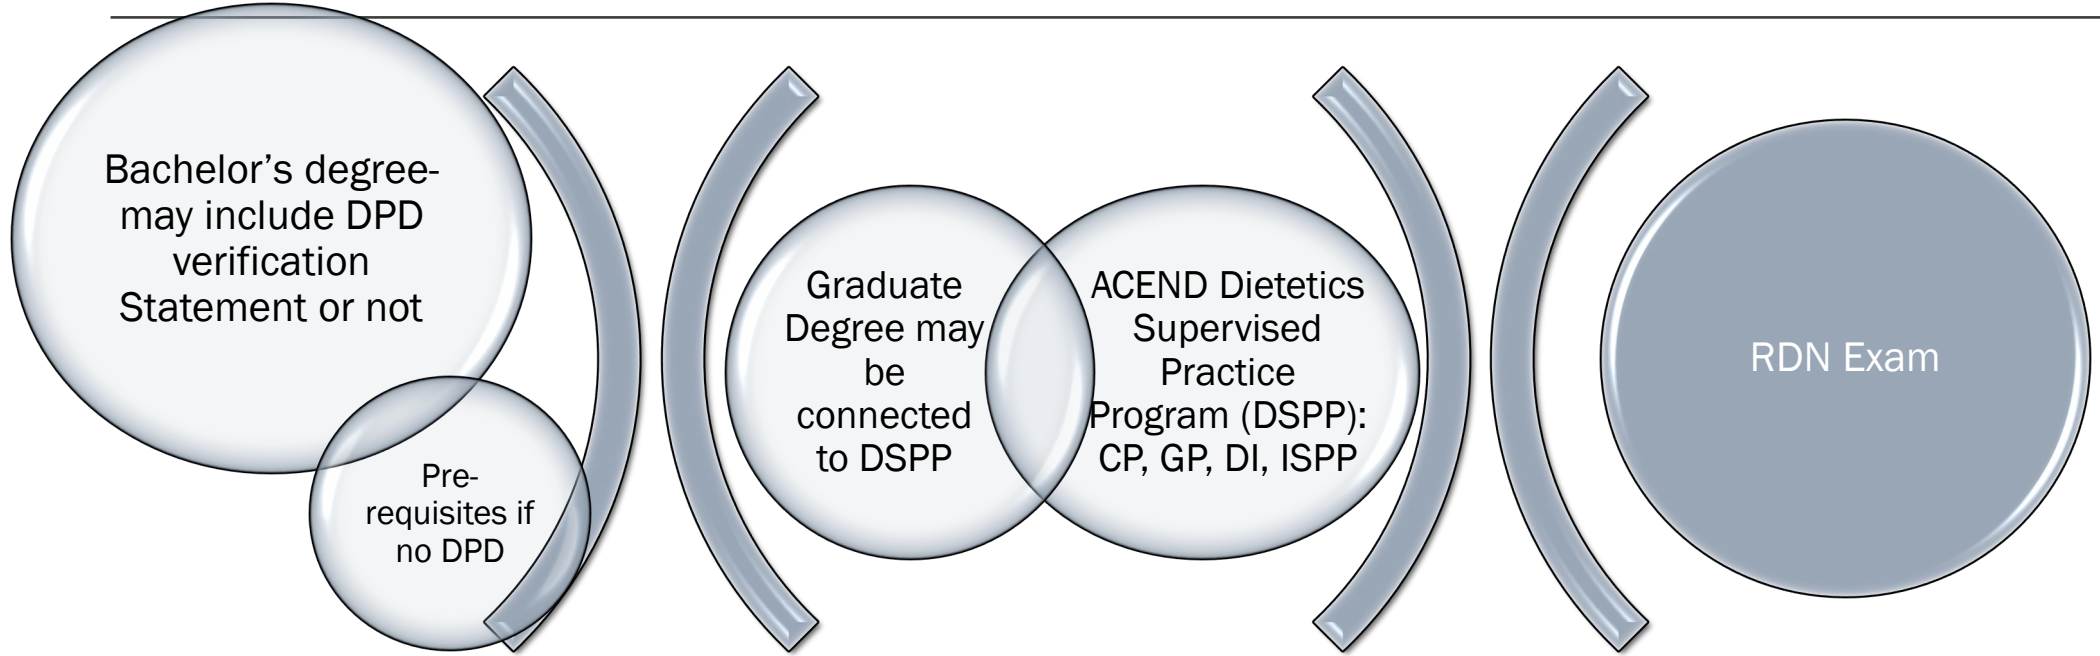 Bachelor’s degree-
may include DPD
verification
Statement or not
Pre-
requisites if
no DPD
Graduate
Degree may
be
connected
to DSPP
ACEND Dietetics
Supervised
Practice
Program (DSPP):
CP, GP, DI, ISPP
RDN Exam